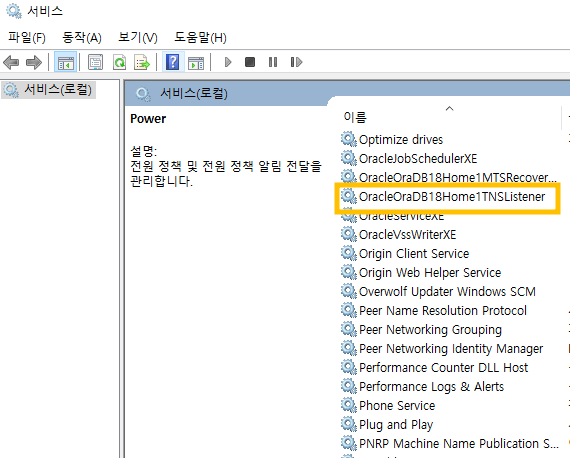 서비스
파일(F) 동작(A) 보기(V) 도움말(H)
서비스(로컬)
서비스(로컬)
Power
설명:
전원 정책 및 전원 정책 알림 전달을
관리합니다.
이름
Optimize drives
OracleJobSchedulerXE
OracleOraDB18Home1MTSRecover...
OracleOraDB18Home1TNSListener
OracleServiceXE
OracleVssWriterXE
Origin Client Service
Origin Web Helper Service
Overwolf Updater Windows SCM
Peer Name Resolution Protocol
Peer Networking Grouping
Peer Networking Identity Manager
Performance Counter DLL Host
Performance Logs & Alerts
Phone Service
Plug and Play
PNRP Machine Name Publication S...